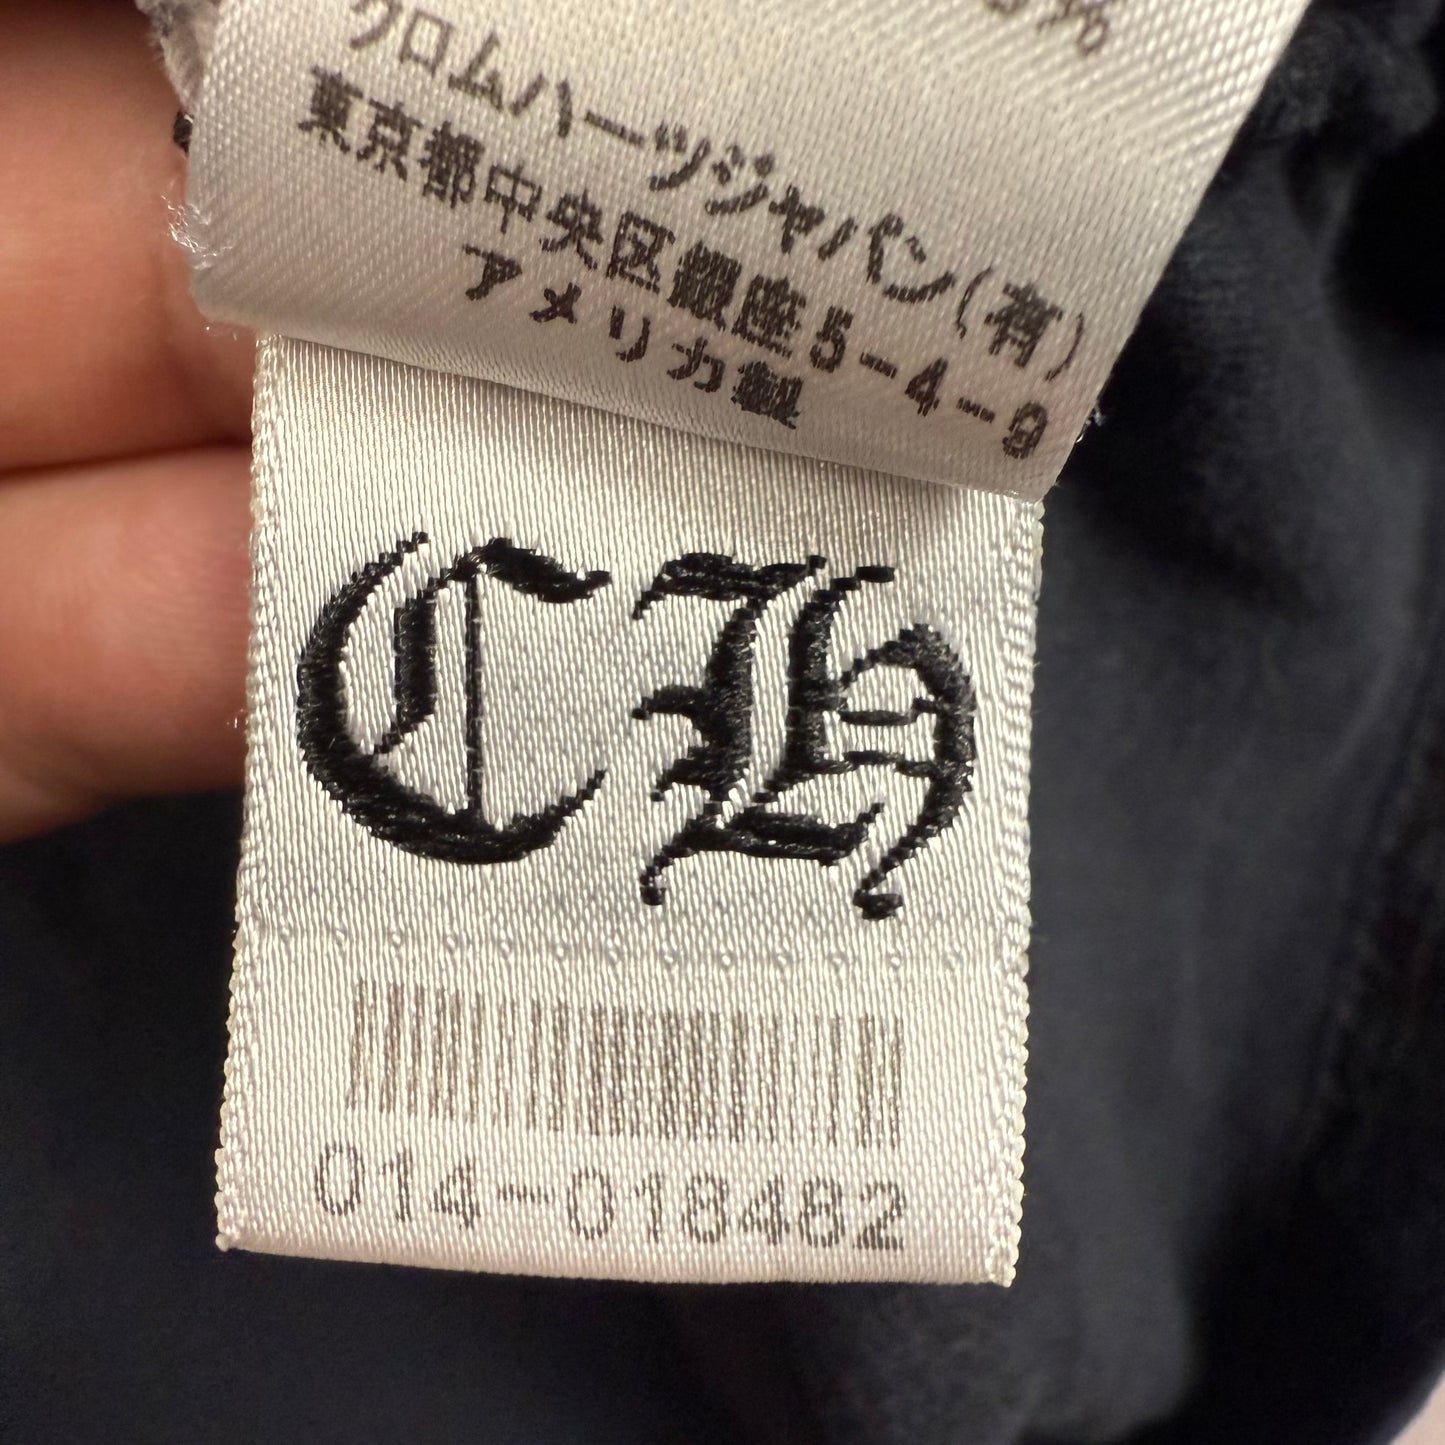 %
クロムハーツジャパン(有)
東京都中央区銀座5-4-9
アメリカ製
CH
014-018482